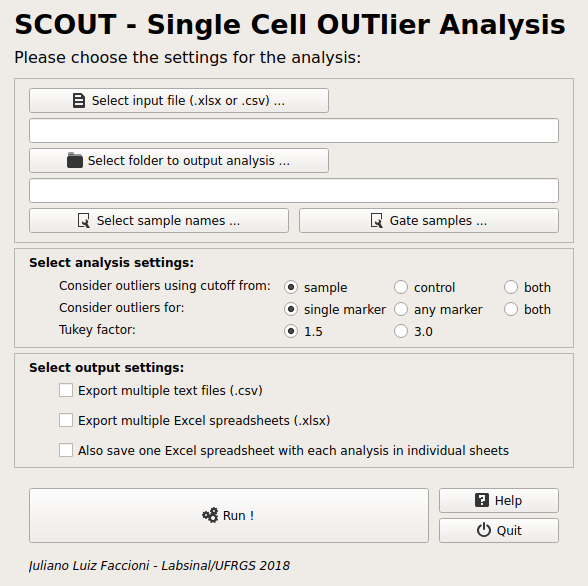 SCOUT - Single Cell OUTlier Analysis
Please choose the settings for the analysis:
Select input file (.xlsx or .csv) ...
Select folder to output analysis ...
Select sample names ...
Gate samples ...
Select analysis settings:
Consider outliers using cutoff from: sample control both
Consider outliers for: single marker any marker both
Tukey factor: 1.5 3.0
Select output settings:
Export multiple text files (.csv)
Export multiple Excel spreadsheets (.xlsx)
Also save one Excel spreadsheet with each analysis in individual sheets
Run !
Help
Quit
Juliano Luiz Faccioni - Labsinal/UFRGS 2018